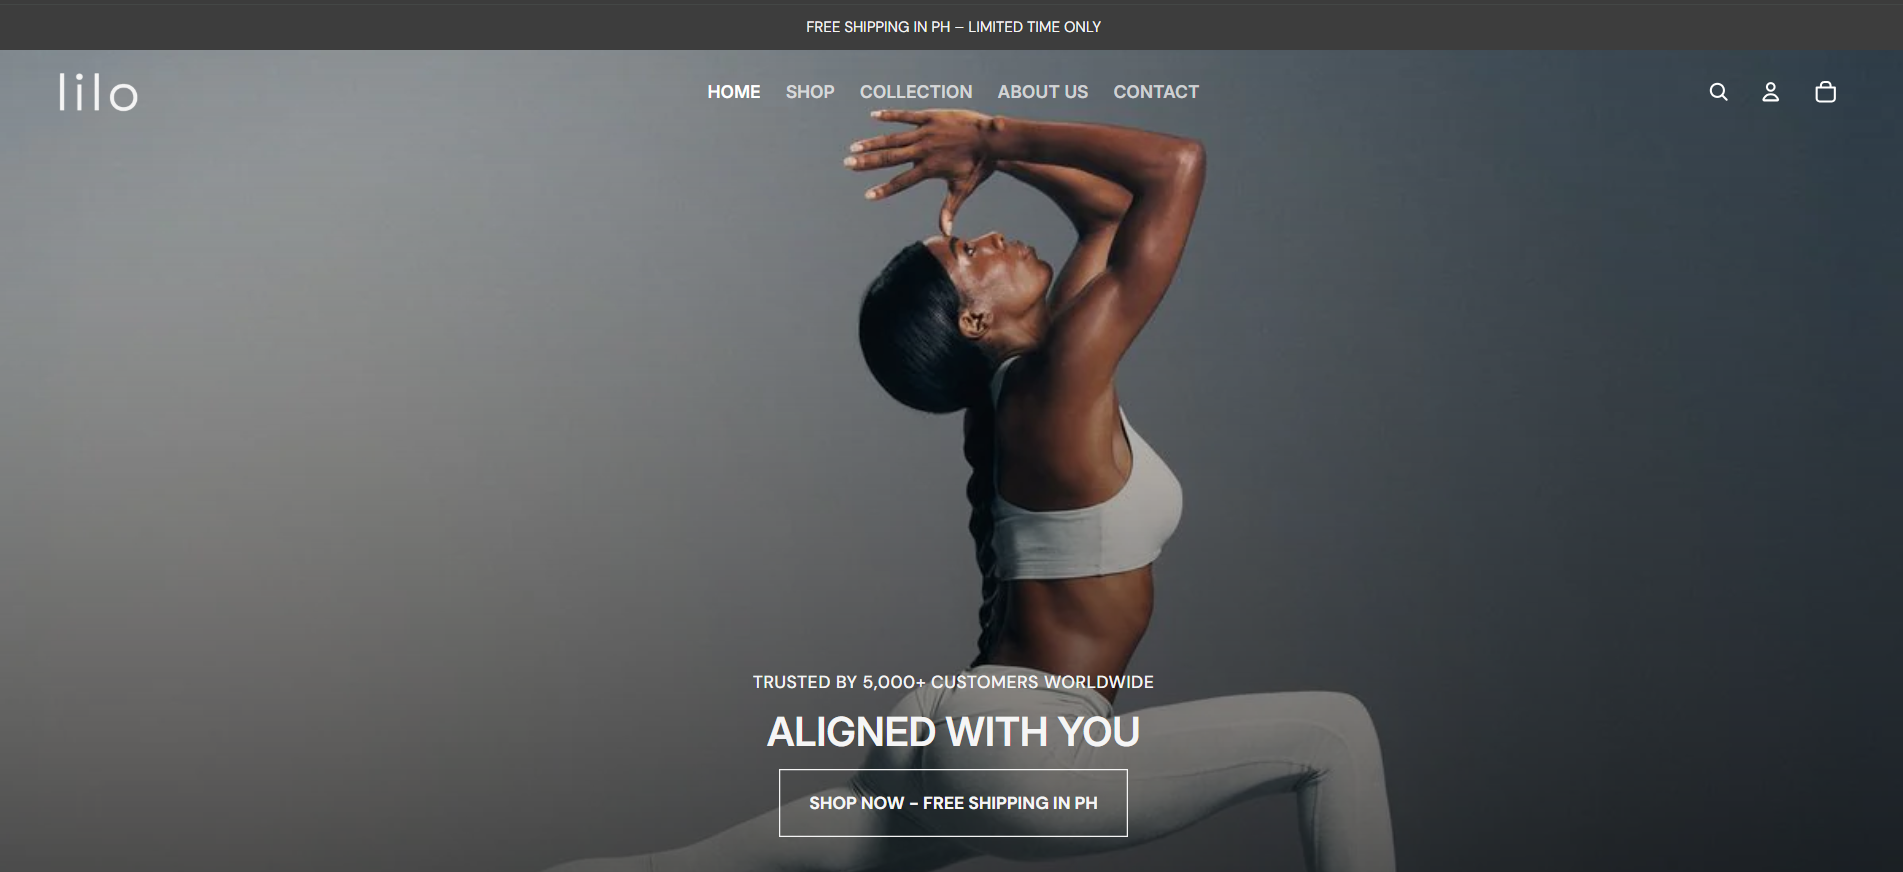 FREE SHIPPING IN PH – LIMITED TIME ONLY
lilo
HOME SHOP COLLECTION ABOUT US CONTACT
TRUSTED BY 5,000+ CUSTOMERS WORLDWIDE
ALIGNED WITH YOU
SHOP NOW – FREE SHIPPING IN PH